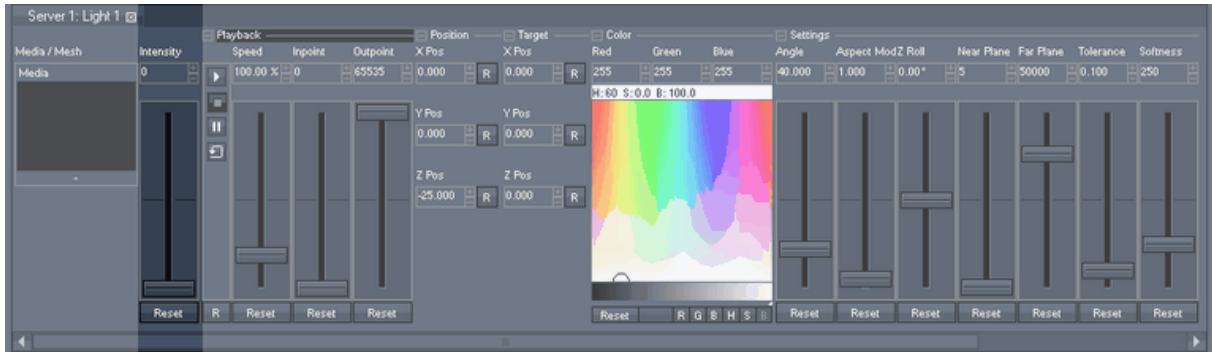 Server 1: Light 1
Playback Position Target Color Settings
Media / Mesh Intensity Speed Inpoint Outpoint X Pos X Pos Red Green Blue Angle Aspect Mod Z Roll Near Plane Far Plane Tolerance Softness
Media 0 100.00 % 0 65535 0.000 R 0.000 R 255 255 255 40.000 1.000 0.00° 5 50000 0.100 250
H: 60 S: 0.0 B: 100.0
Y Pos Y Pos
0.000 R 0.000 R
Z Pos Z Pos
-25.000 R 0.000 R
Reset R Reset Reset Reset Reset R G B H S B Reset Reset Reset Reset Reset Reset Reset